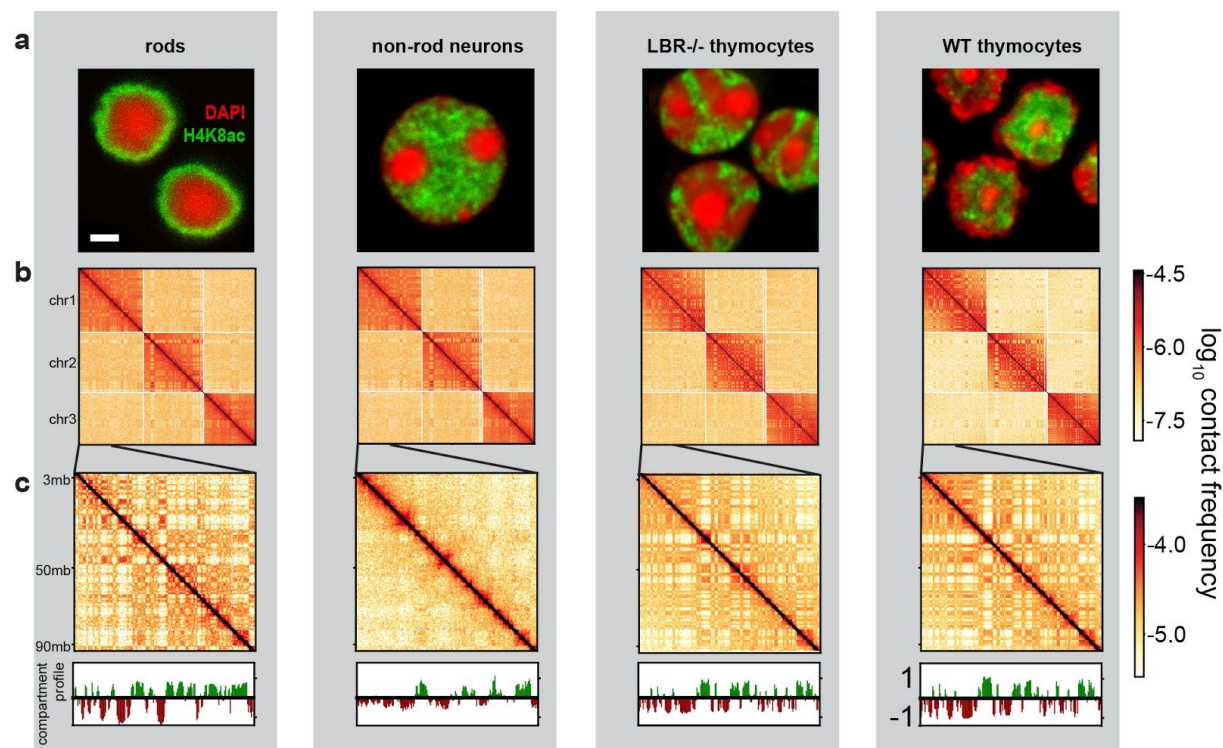 a
rods
non-rod neurons
LBR-/- thymocytes
WT thymocytes
DAPI
H4K8ac
b
chr1
chr2
chr3
-4.5
-6.0
-7.5
log10 contact frequency
c
3mb
50mb
90mb
-4.0
-5.0
compartment
profile
1
-1